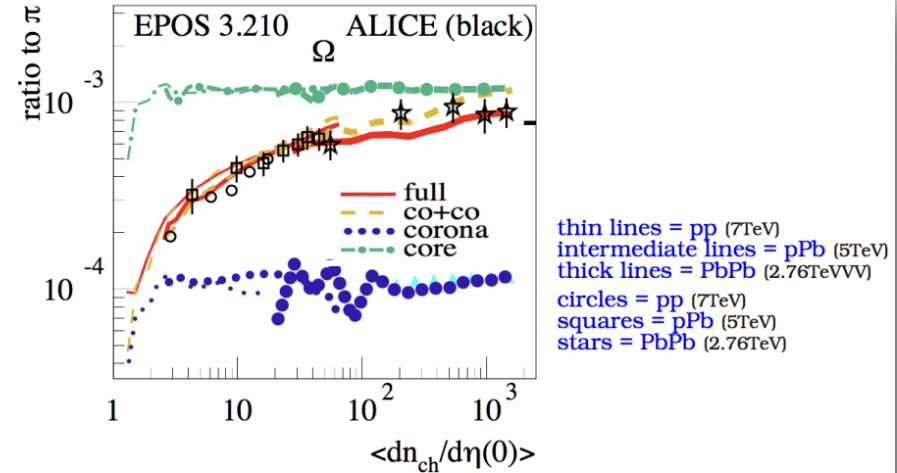 EPOS 3.210 ALICE (black)
Ω
ratio to π
10 -3
10 -4
full
co+co
corona
core
1 10 10 2 10 3
<dn ch /dη(0)>
thin lines = pp (7TeV)
intermediate lines = pPb (5TeV)
thick lines = PbPb (2.76TeVVV)
circles = pp (7TeV)
squares = pPb (5TeV)
stars = PbPb (2.76TeV)